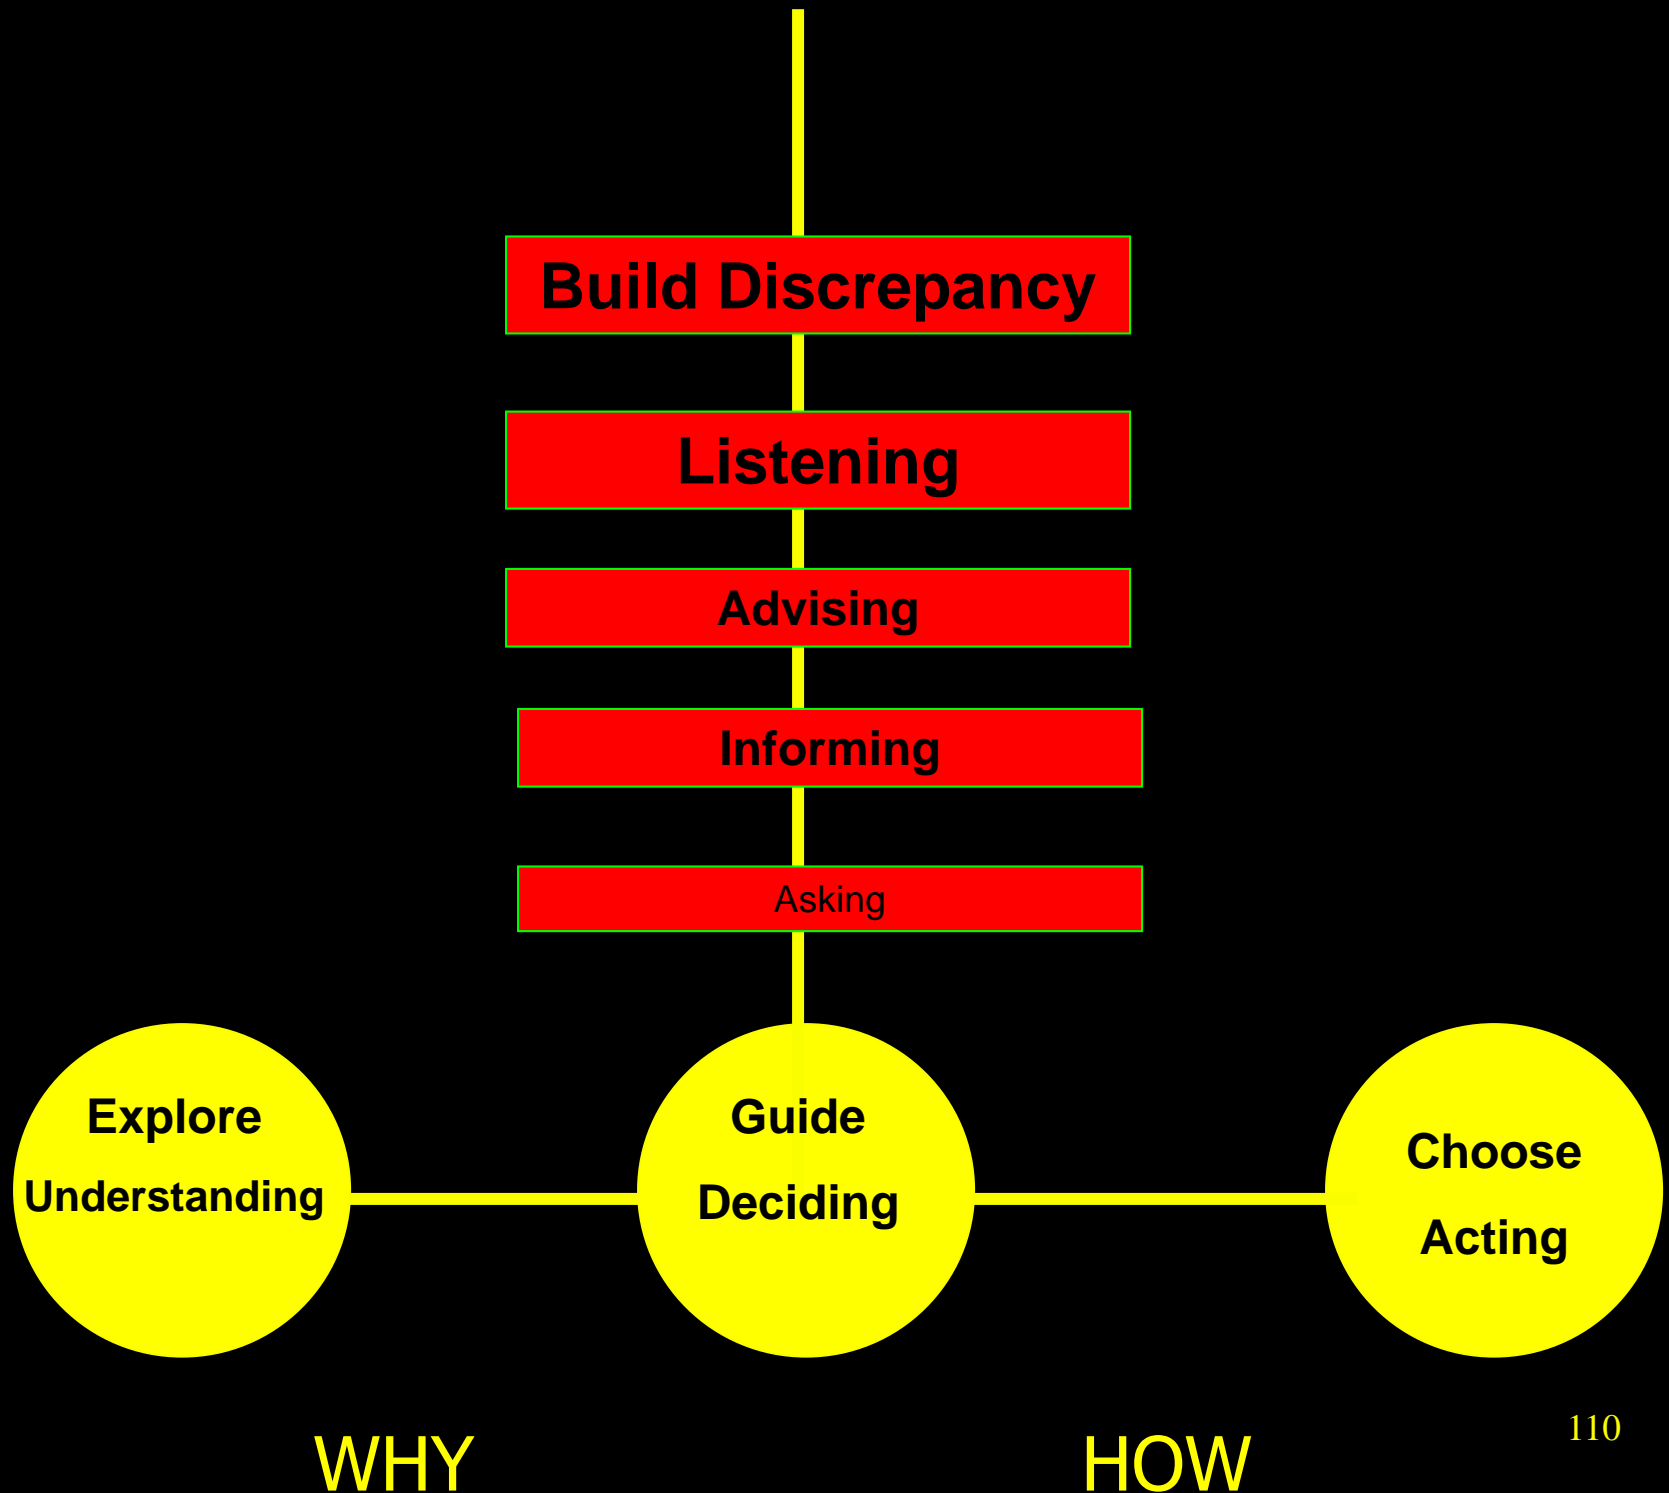 Build Discrepancy
Listening
Advising
Informing
Asking
Explore
Understanding
Guide
Deciding
Choose
Acting
WHY
HOW
110